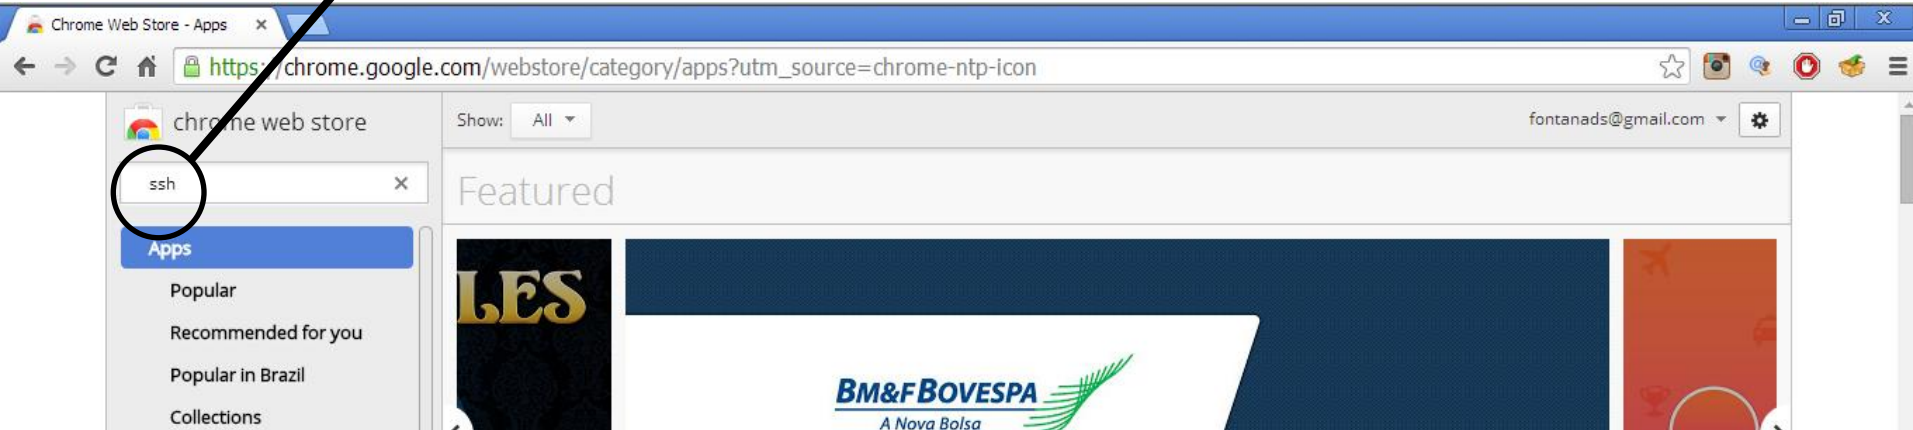 Chrome Web Store - Apps
https://chrome.google.com/webstore/category/apps?utm_source=chrome-ntp-icon
chrome web store
Show: All
fontanads@gmail.com
ssh
Featured
Apps
Popular
Recommended for you
Popular in Brazil
Collections
LES
BM&FBOVESPA
A Nova Bolsa